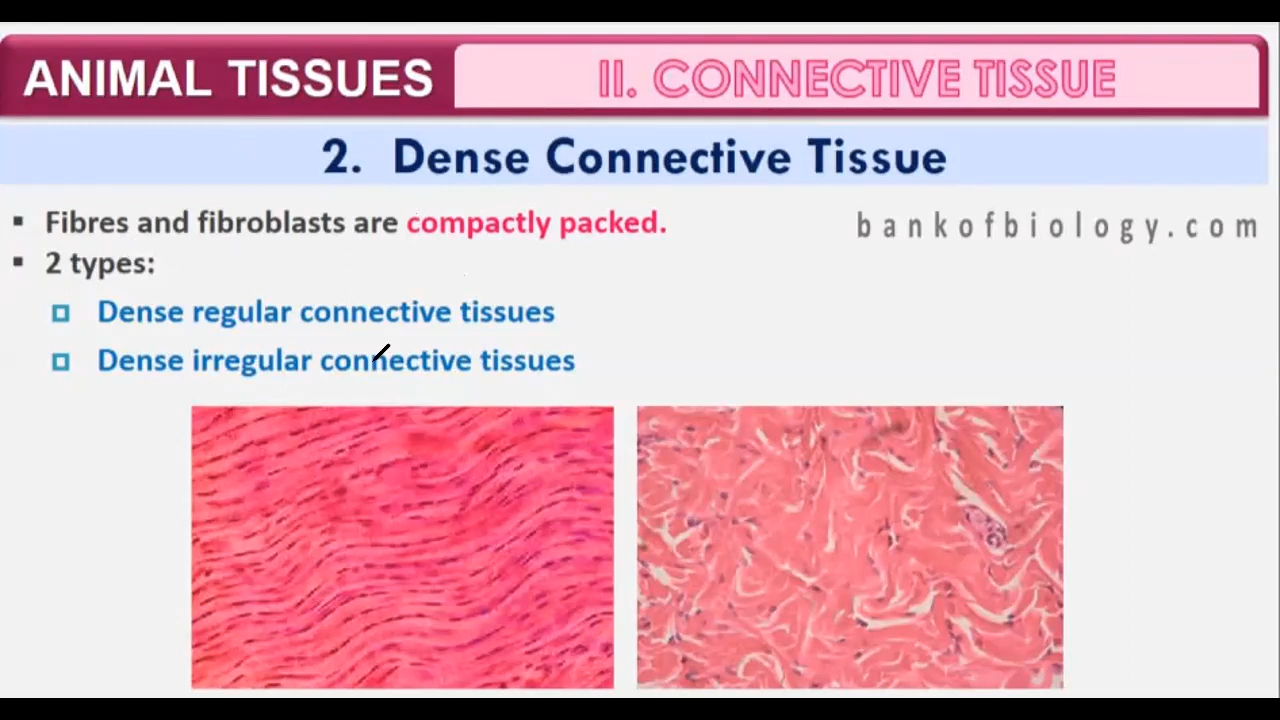 ANIMAL TISSUES
II. CONNECTIVE TISSUE
2. Dense Connective Tissue
▪ Fibres and fibroblasts are compactly packed.
bankofbiology.com
▪ 2 types:
Dense regular connective tissues
Dense irregular connective tissues